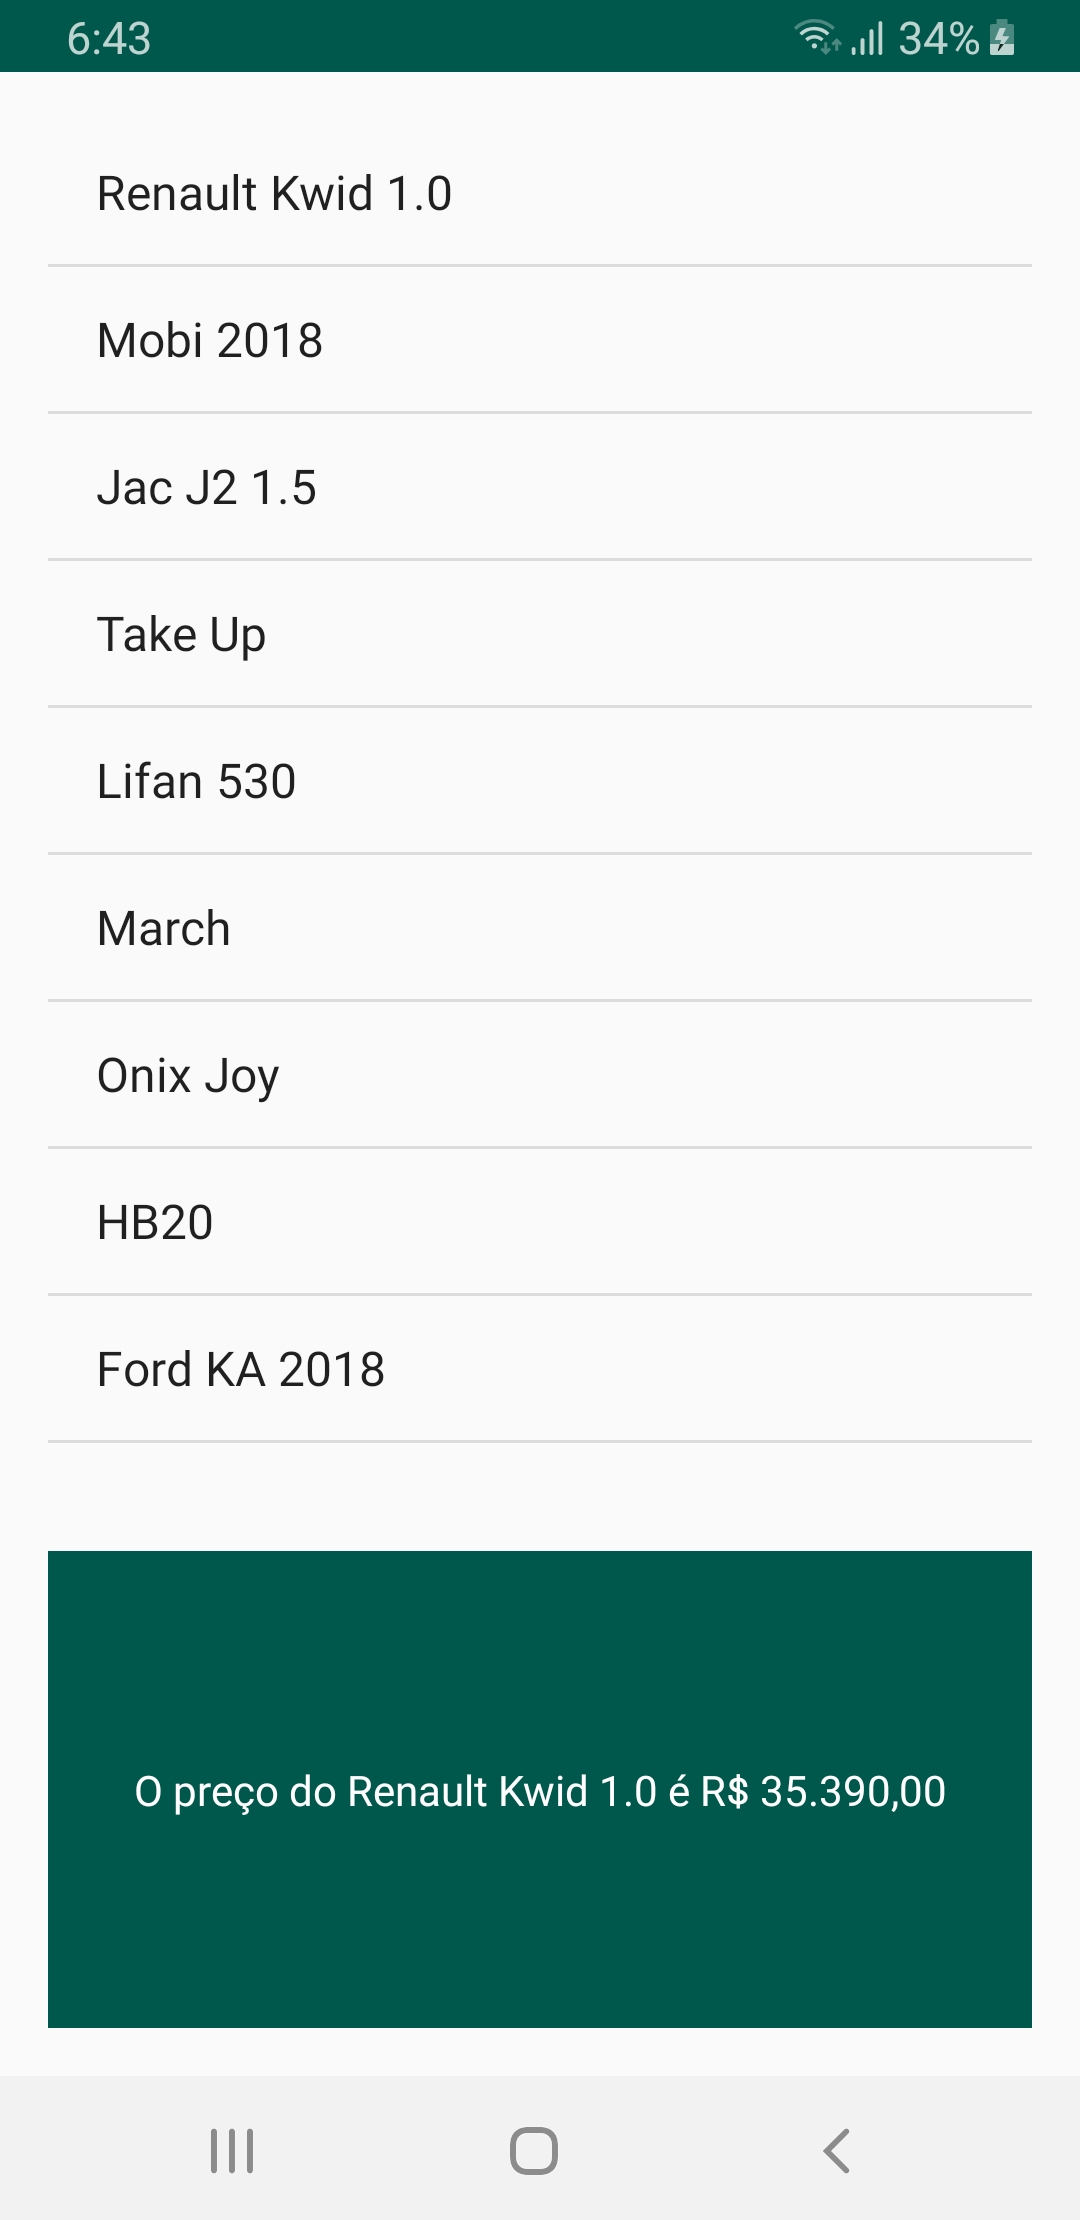 6:43 34%
Renault Kwid 1.0
Mobi 2018
Jac J2 1.5
Take Up
Lifan 530
March
Onix Joy
HB20
Ford KA 2018
O preço do Renault Kwid 1.0 é R$ 35.390,00